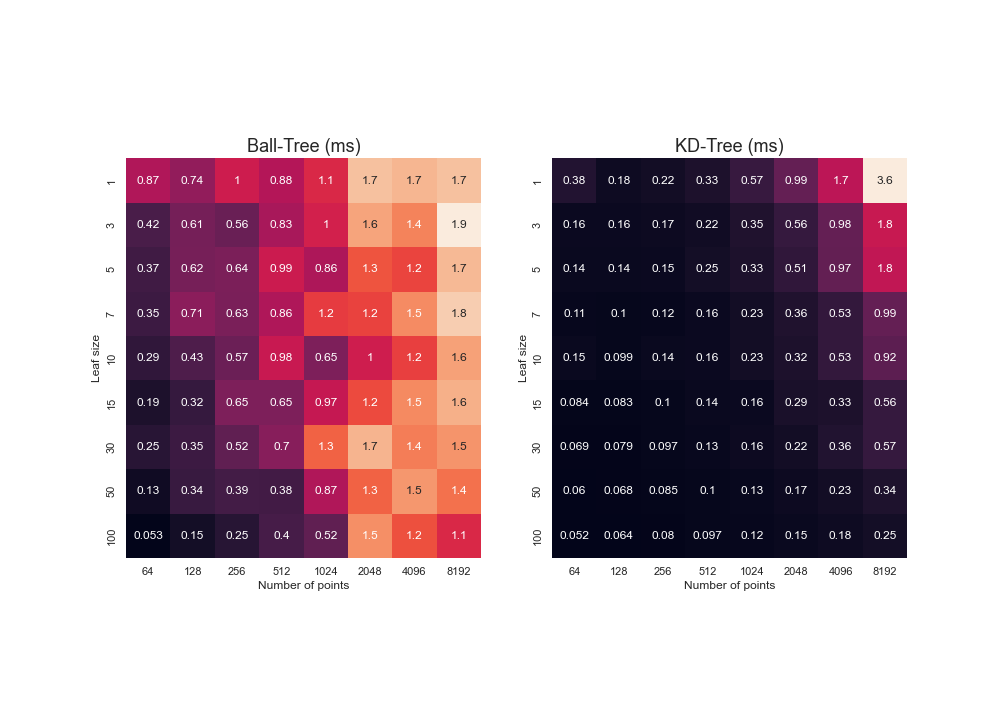 Ball-Tree (ms)
Leaf size
1 0.87 0.74 1 0.88 1.1 1.7 1.7 1.7
3 0.42 0.61 0.56 0.83 1 1.6 1.4 1.9
5 0.37 0.62 0.64 0.99 0.86 1.3 1.2 1.7
7 0.35 0.71 0.63 0.86 1.2 1.2 1.5 1.8
10 0.29 0.43 0.57 0.98 0.65 1 1.2 1.6
15 0.19 0.32 0.65 0.65 0.97 1.2 1.5 1.6
30 0.25 0.35 0.52 0.7 1.3 1.7 1.4 1.5
50 0.13 0.34 0.39 0.38 0.87 1.3 1.5 1.4
100 0.053 0.15 0.25 0.4 0.52 1.5 1.2 1.1
64 128 256 512 1024 2048 4096 8192
Number of points
KD-Tree (ms)
Leaf size
1 0.38 0.18 0.22 0.33 0.57 0.99 1.7 3.6
3 0.16 0.16 0.17 0.22 0.35 0.56 0.98 1.8
5 0.14 0.14 0.15 0.25 0.33 0.51 0.97 1.8
7 0.11 0.1 0.12 0.16 0.23 0.36 0.53 0.99
10 0.15 0.099 0.14 0.16 0.23 0.32 0.53 0.92
15 0.084 0.083 0.1 0.14 0.16 0.29 0.33 0.56
30 0.069 0.079 0.097 0.13 0.16 0.22 0.36 0.57
50 0.06 0.068 0.085 0.1 0.13 0.17 0.23 0.34
100 0.052 0.064 0.08 0.097 0.12 0.15 0.18 0.25
64 128 256 512 1024 2048 4096 8192
Number of points